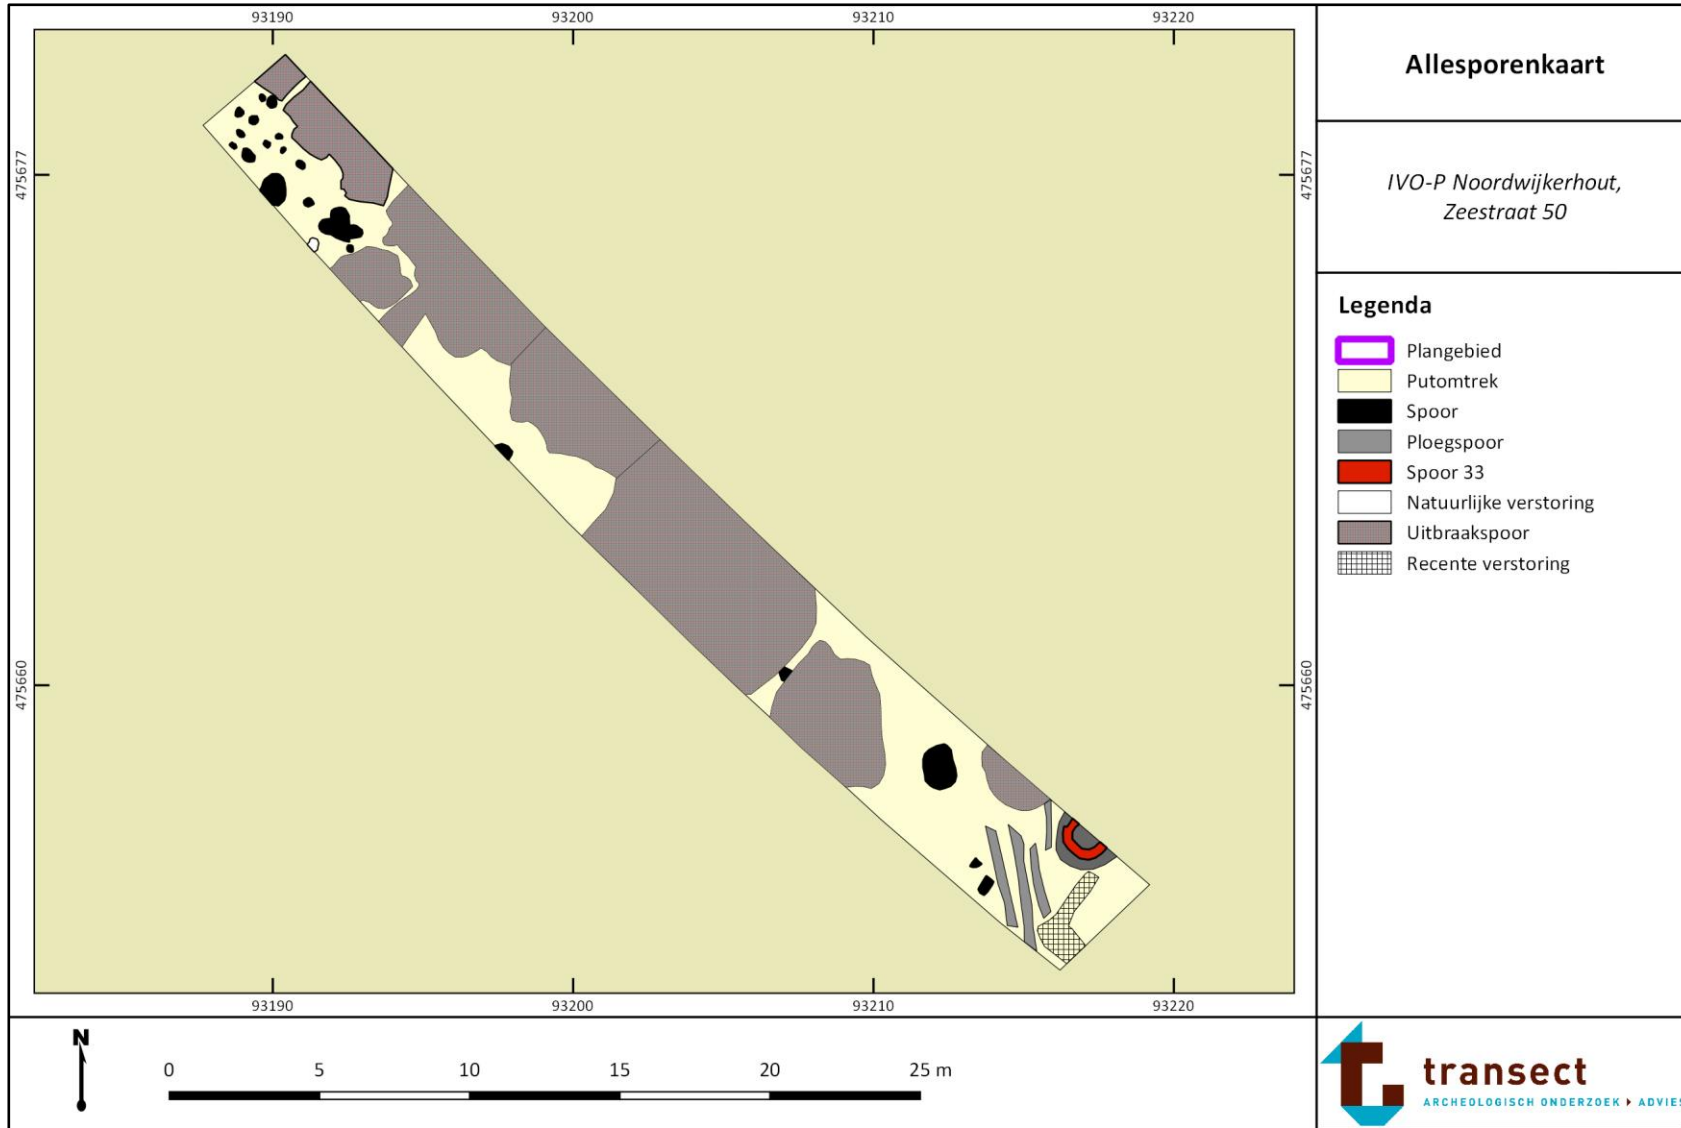 93190 93200 93210 93220
475677
475677
475660
475660
93190 93200 93210 93220
N
0 5 10 15 20 25 m
Allesporenkaart
IVO-P Noordwijkerhout,
Zeestraat 50
Legenda
Plangebied
Putomtrek
Spoor
Ploegspoor
Spoor 33
Natuurlijke verstoring
Uitbraakspoor
Recente verstoring
transect
ARCHEOLOGISCH ONDERZOEK ▸ ADVIES